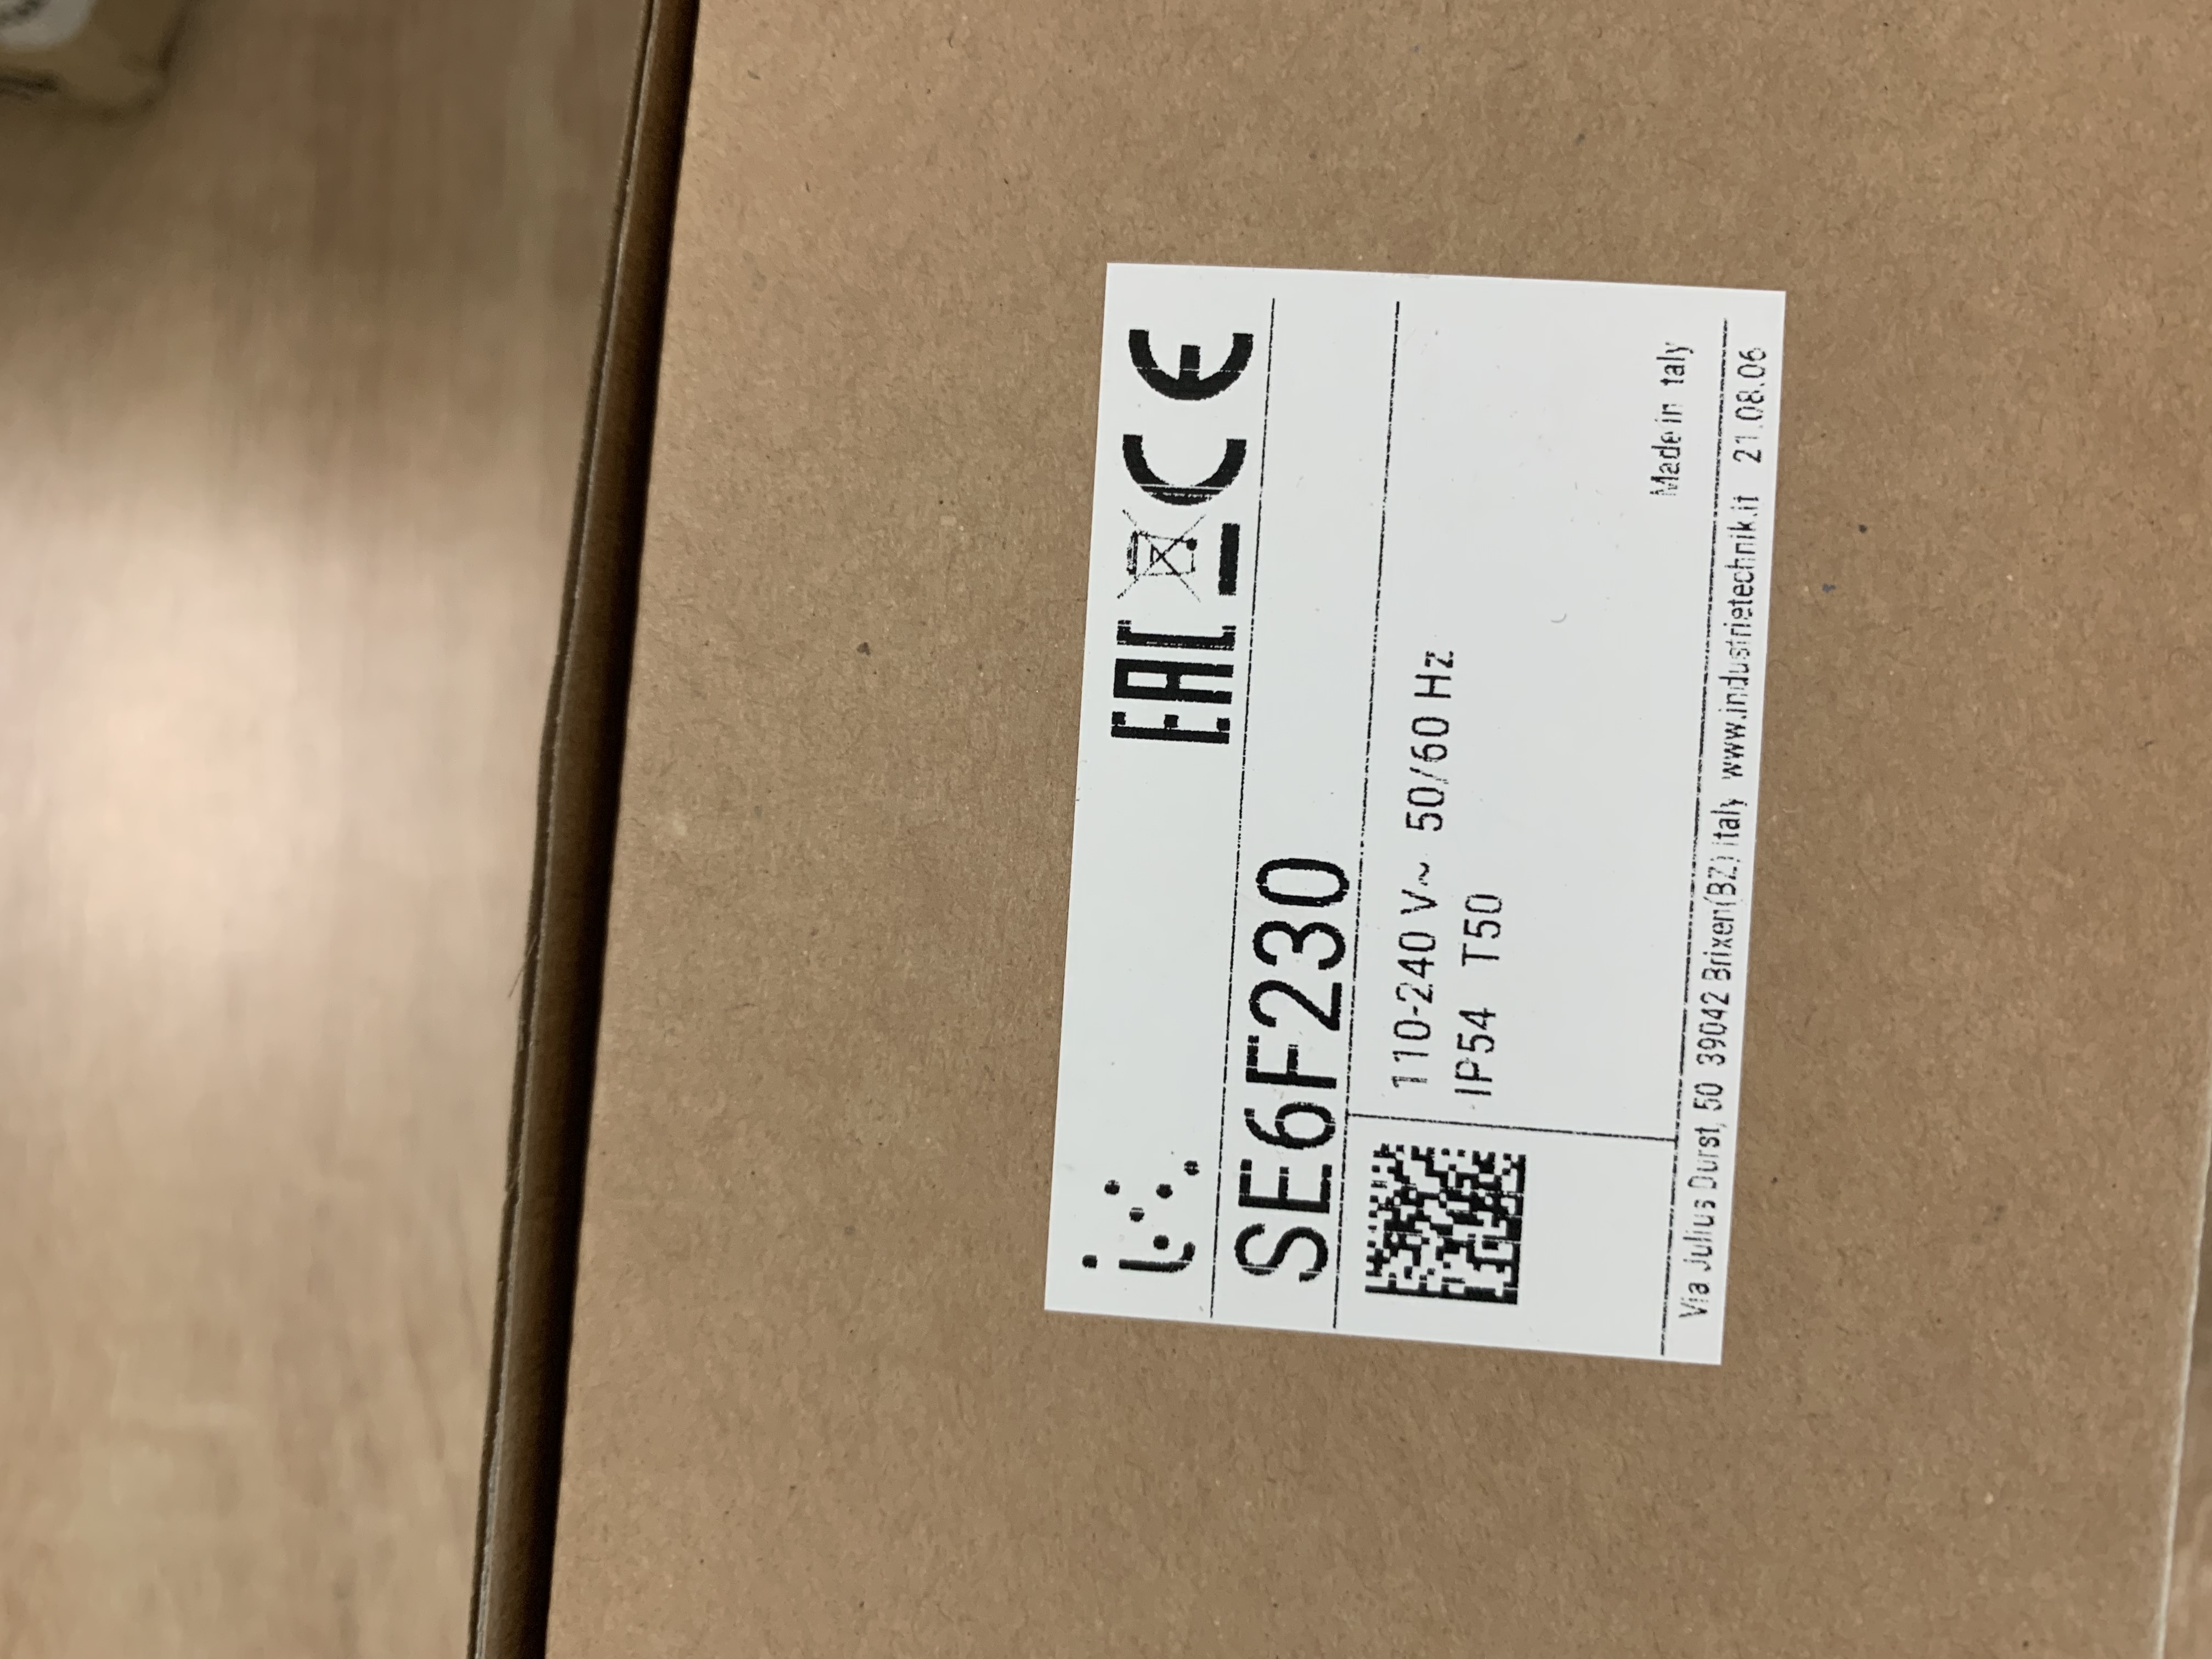 EAC CE
SE6F230
110-240 V~ 50/60 Hz
IP54 T50
Made in Italy
Via Julius Durst, 50 39042 Brixen(BZ) Italy www.industrietechnik.it 21.08.06